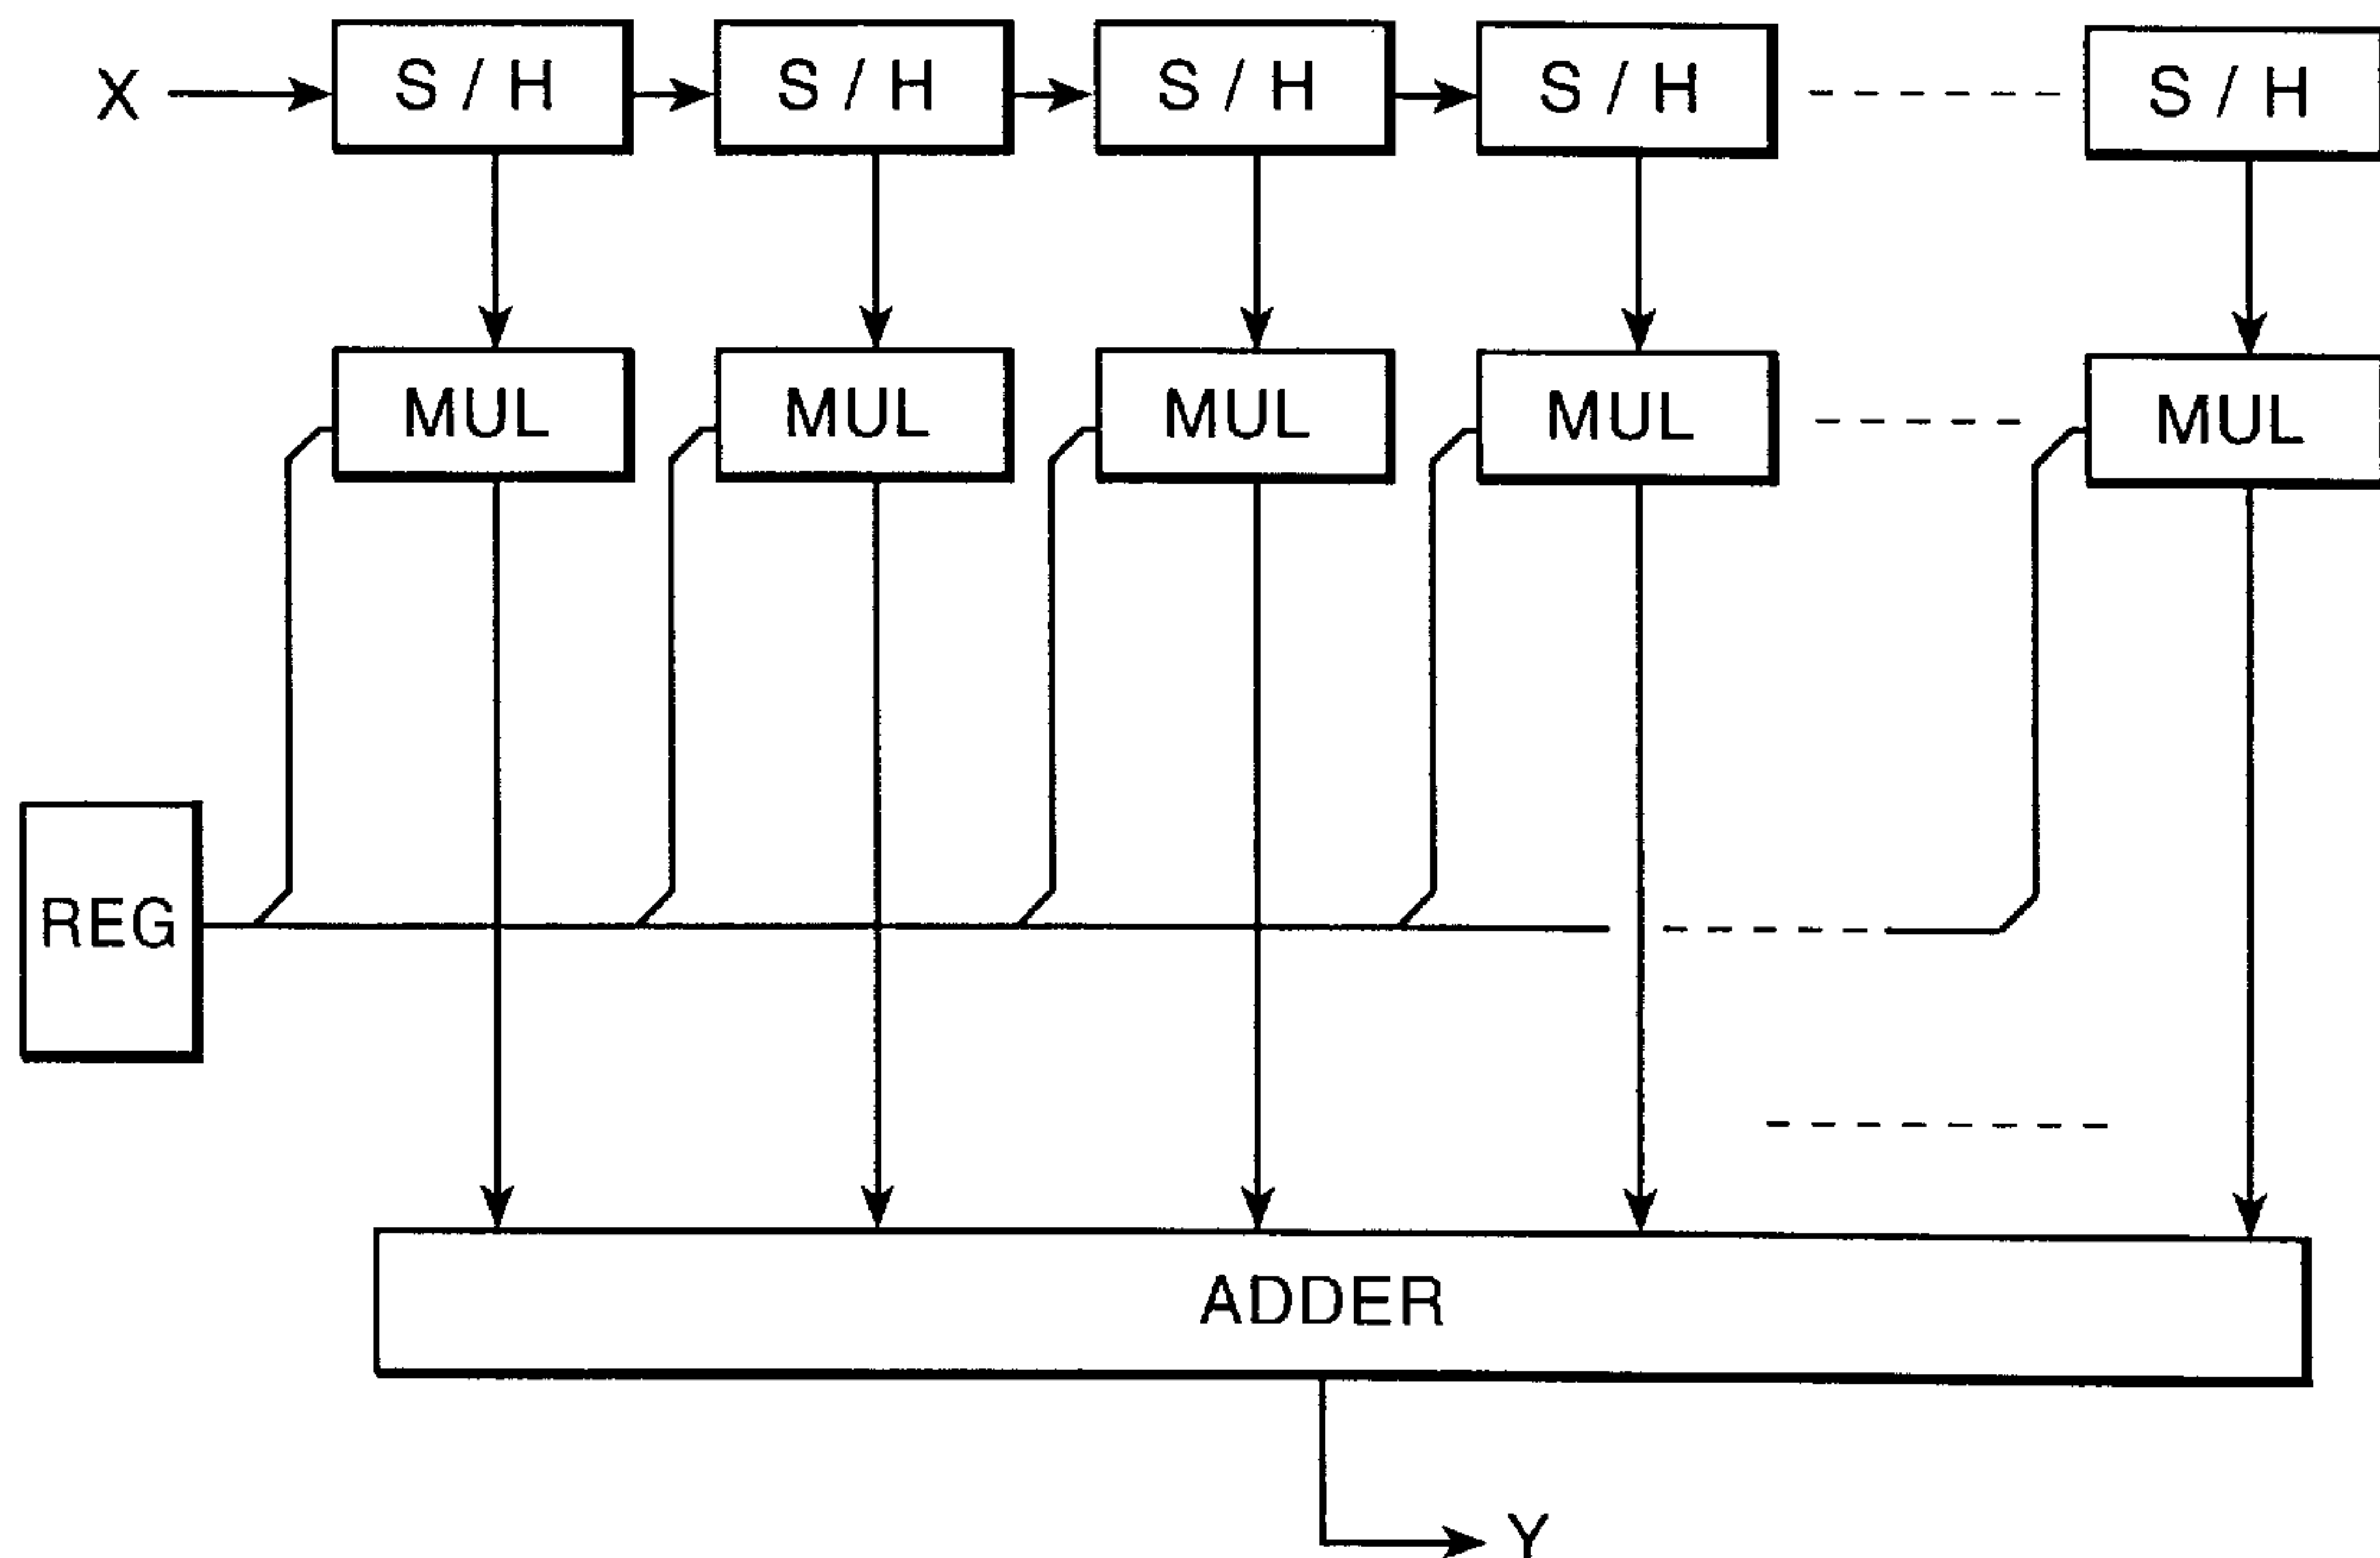 X
S / H
S / H
S / H
S / H
S / H
MUL
MUL
MUL
MUL
MUL
REG
ADDER
Y